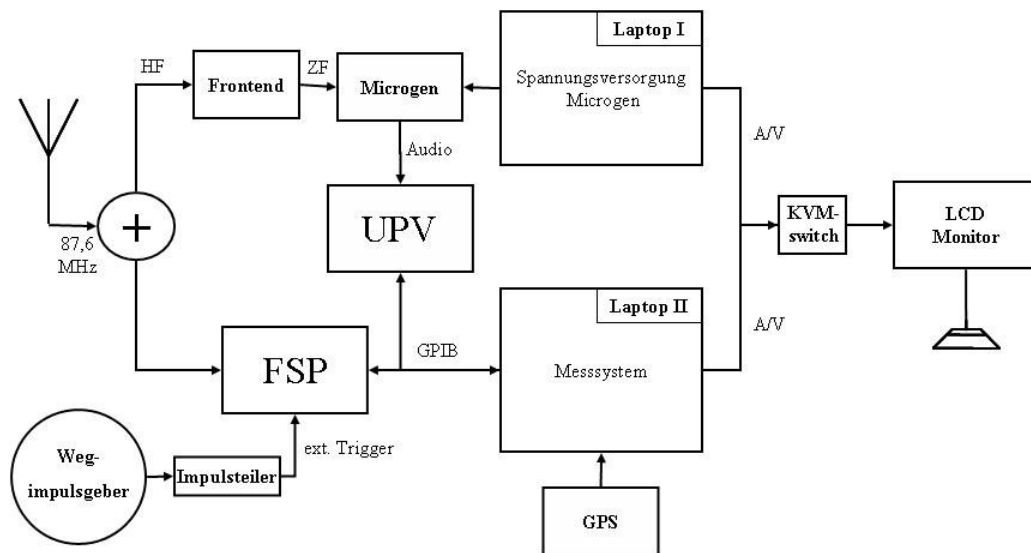 Laptop I
HF
ZF
Frontend
Microgen
Spannungsversorgung
Microgen
Audio
A/V
UPV
87,6
MHz
KVM-
switch
LCD
Monitor
Laptop II
A/V
GPIB
FSP
Messsystem
Weg-
impulsgeber
Impulsteiler
ext. Trigger
GPS
+